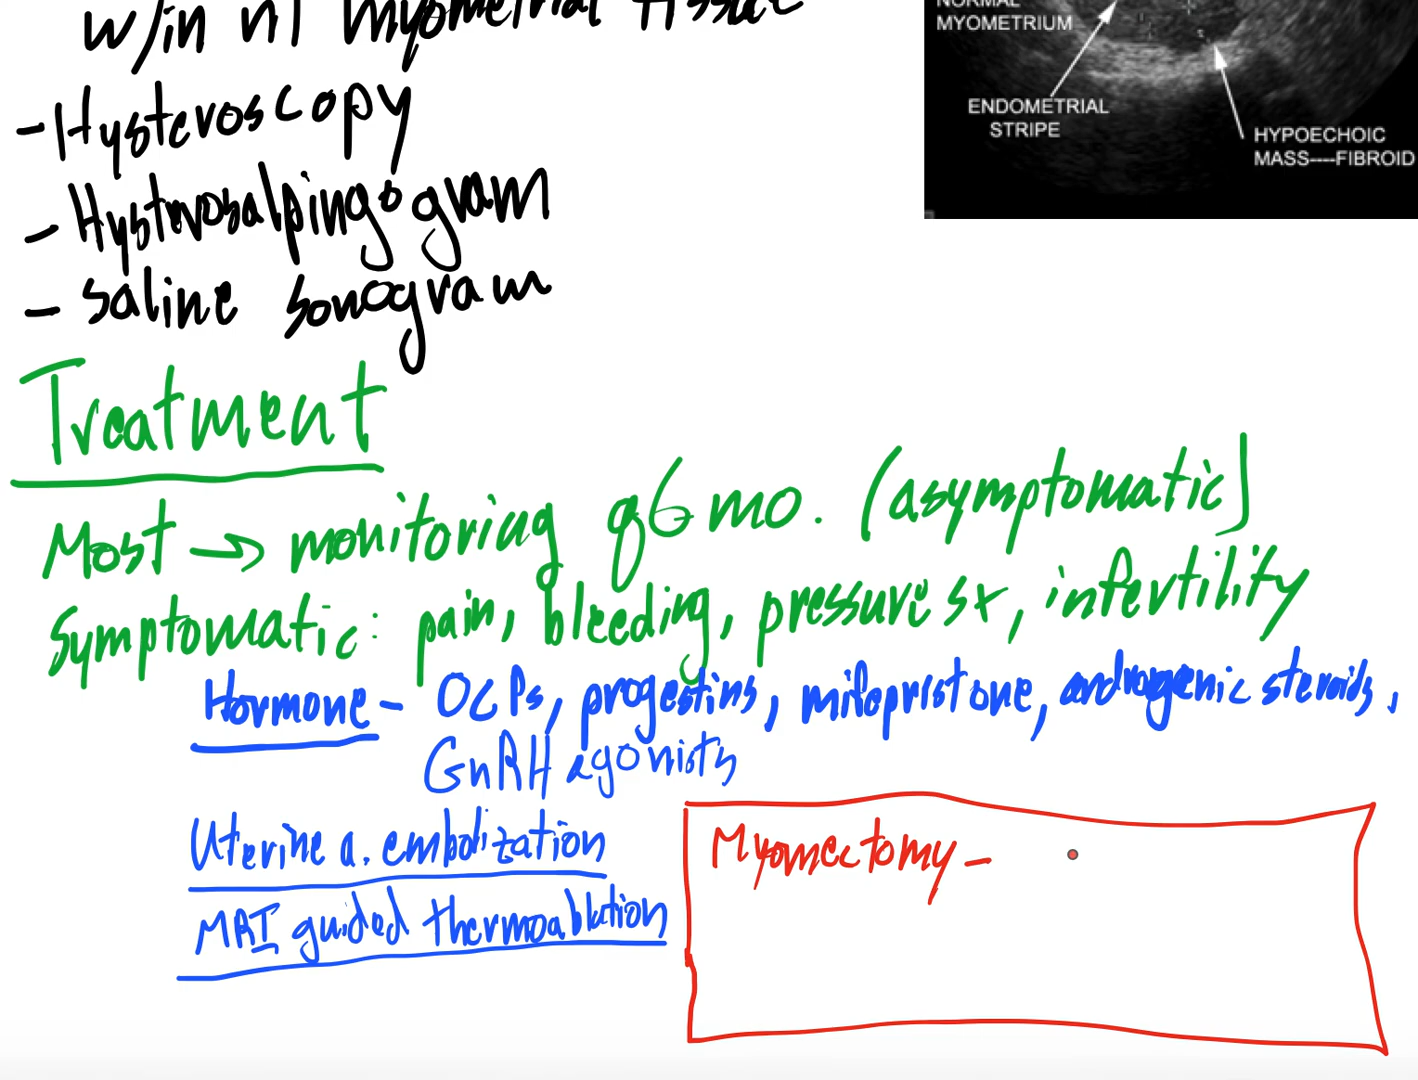 w/in nl myometrial tissue
NORMAL
MYOMETRIUM
ENDOMETRIAL
STRIPE
HYPOECHOIC
MASS----FIBROID
- Hysteroscopy
- Hysterosalpingogram
- Saline sonogram
Treatment
Most → monitoring q6mo. (asymptomatic)
Symptomatic: pain, bleeding, pressure sx, infertility
Hormone - OCPs, progestins, mifepristone, androgenic steroids,
GnRH agonists
Uterine a. embolization
MRI guided thermoablation
Myomectomy -